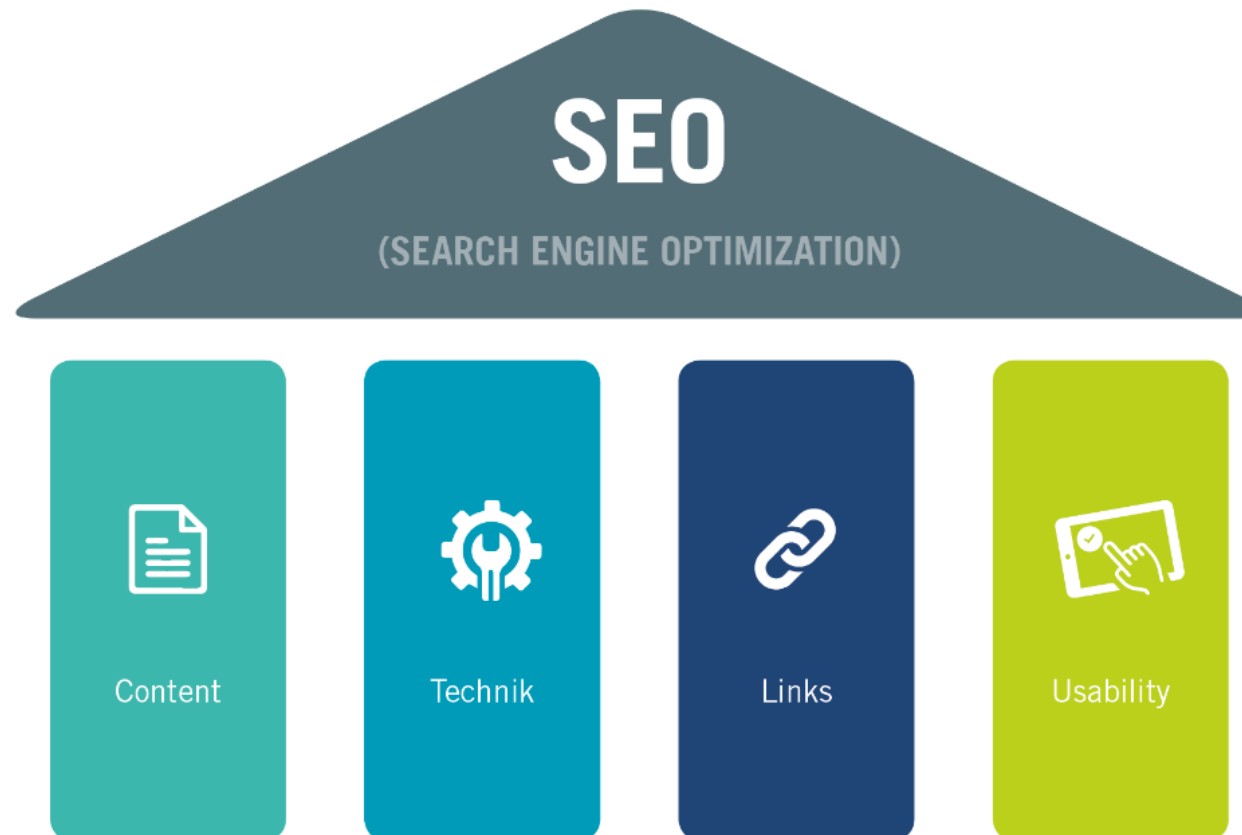 SEO
(SEARCH ENGINE OPTIMIZATION)
Content
Technik
Links
Usability